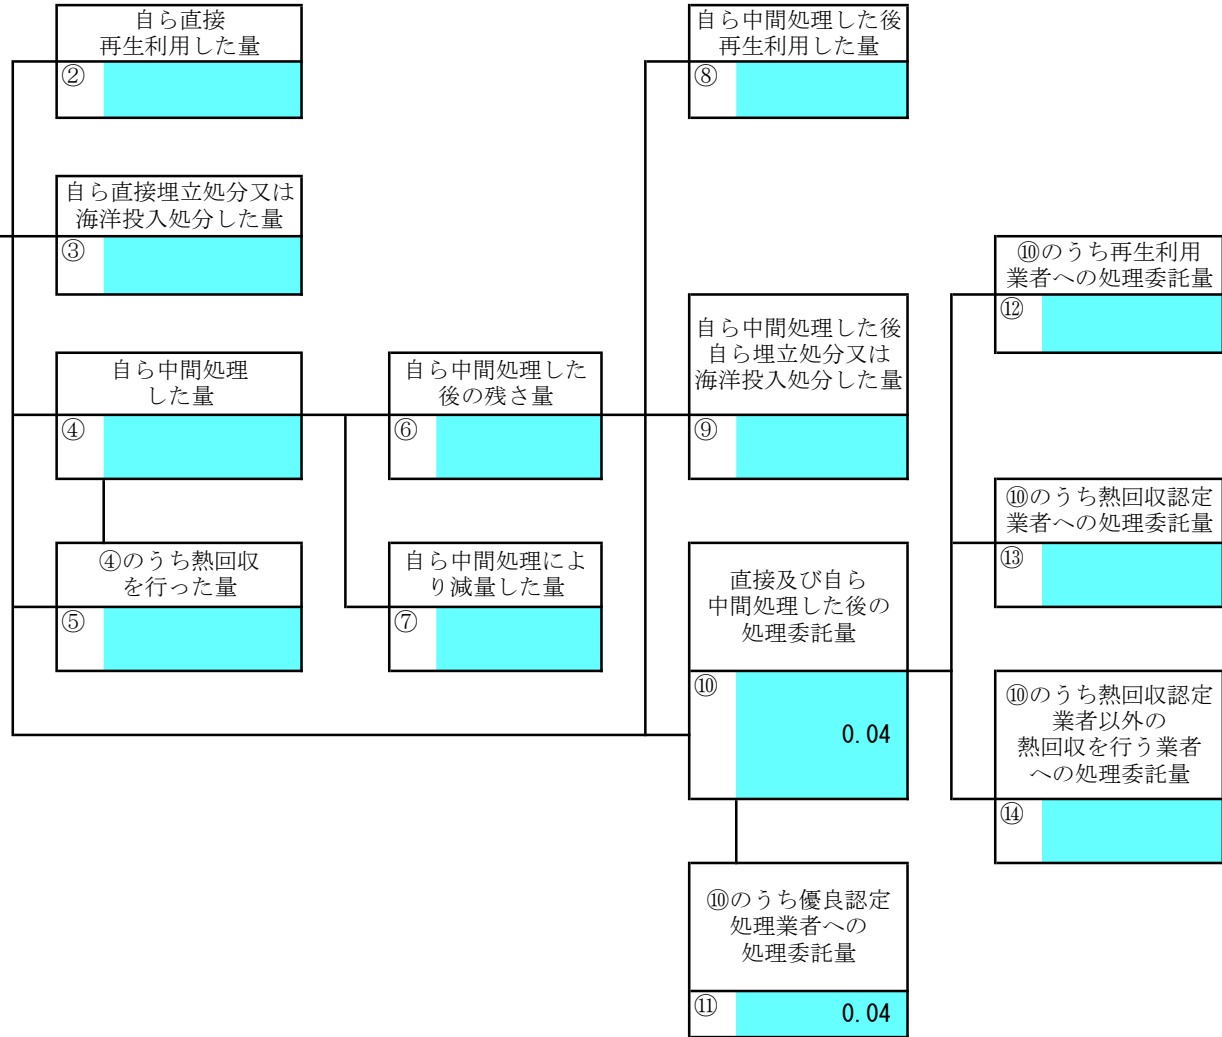 自ら直接
再生利用した量
②
自ら直接埋立処分又は
海洋投入処分した量
③
自ら中間処理
した量
④
④のうち熱回収
を行った量
⑤
自ら中間処理した
後の残さ量
⑥
自ら中間処理によ
り減量した量
⑦
自ら中間処理した後
再生利用した量
⑧
自ら中間処理した後
自ら埋立処分又は
海洋投入処分した量
⑨
直接及び自ら
中間処理した後の
処理委託量
⑩
0.04
⑩のうち優良認定
処理業者への
処理委託量
⑪
0.04
⑩のうち再生利用
業者への処理委託量
⑫
⑩のうち熱回収認定
業者への処理委託量
⑬
⑩のうち熱回収認定
業者以外の
熱回収を行う業者
への処理委託量
⑭